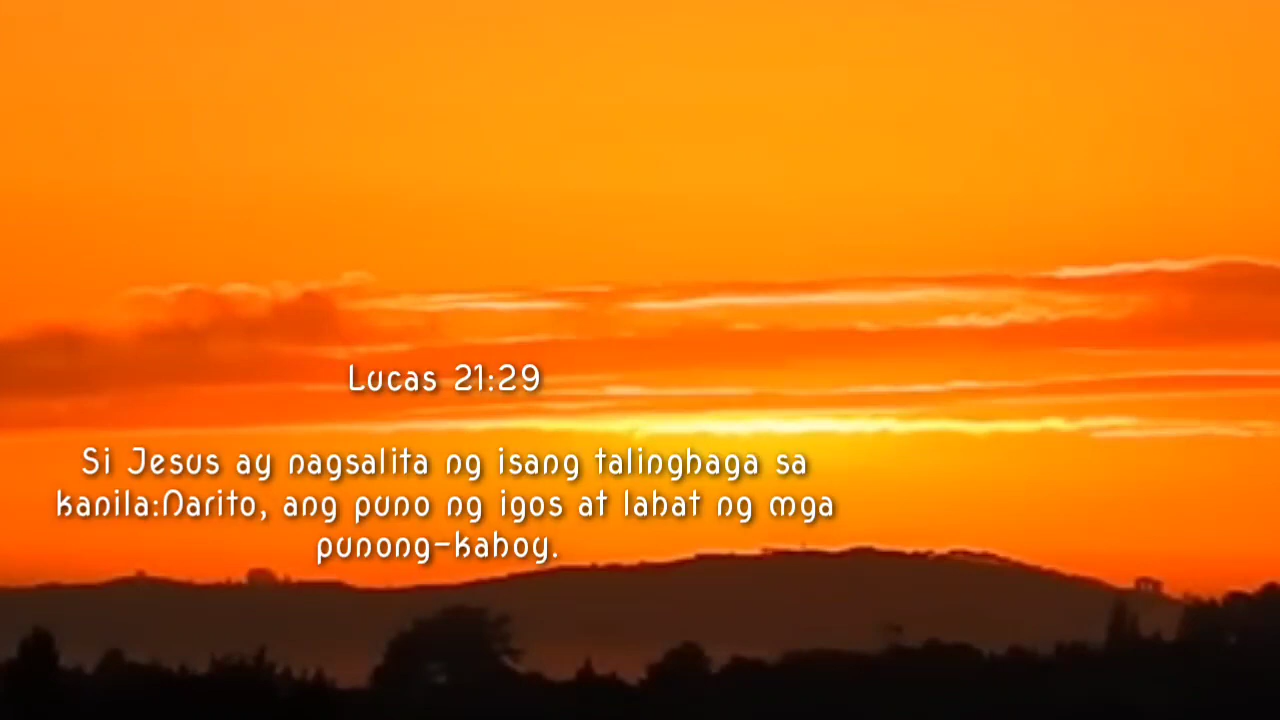 Lucas 21:29
Si Jesus ay nagsalita ng isang talinghaga sa
kanila:Narito, ang puno ng igos at lahat ng mga
punong-kahoy.